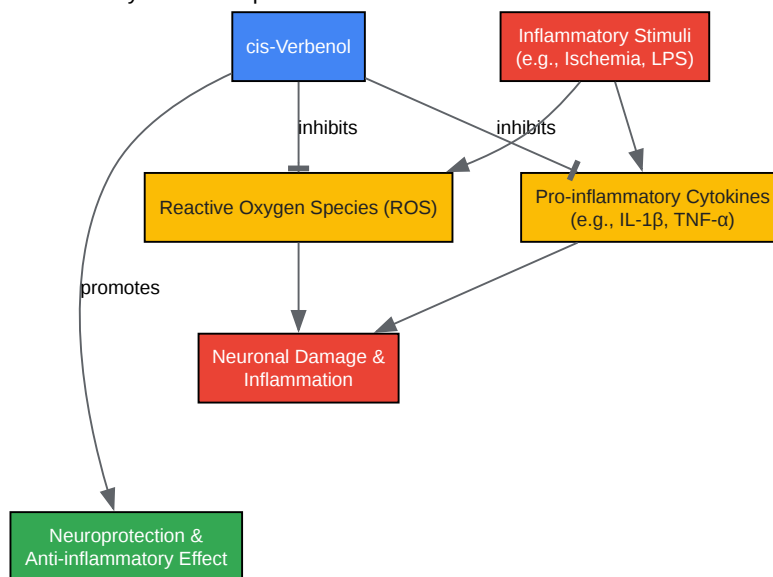 cis-Verbenol
Inflammatory Stimuli
(e.g., Ischemia, LPS)
inhibits
inhibits
Reactive Oxygen Species (ROS)
Pro-inflammatory Cytokines
(e.g., IL-1β, TNF-α)
promotes
Neuronal Damage &
Inflammation
Neuroprotection &
Anti-inflammatory Effect